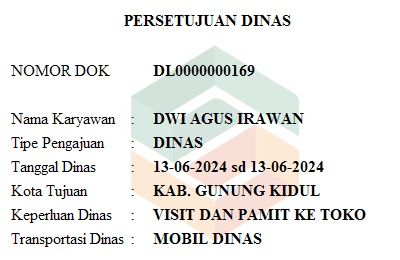 PERSETUJUAN DINAS
NOMOR DOK DL0000000169
Nama Karyawan : DWI AGUS IRAWAN
Tipe Pengajuan : DINAS
Tanggal Dinas : 13-06-2024 sd 13-06-2024
Kota Tujuan : KAB. GUNUNG KIDUL
Keperluan Dinas : VISIT DAN PAMIT KE TOKO
Transportasi Dinas : MOBIL DINAS